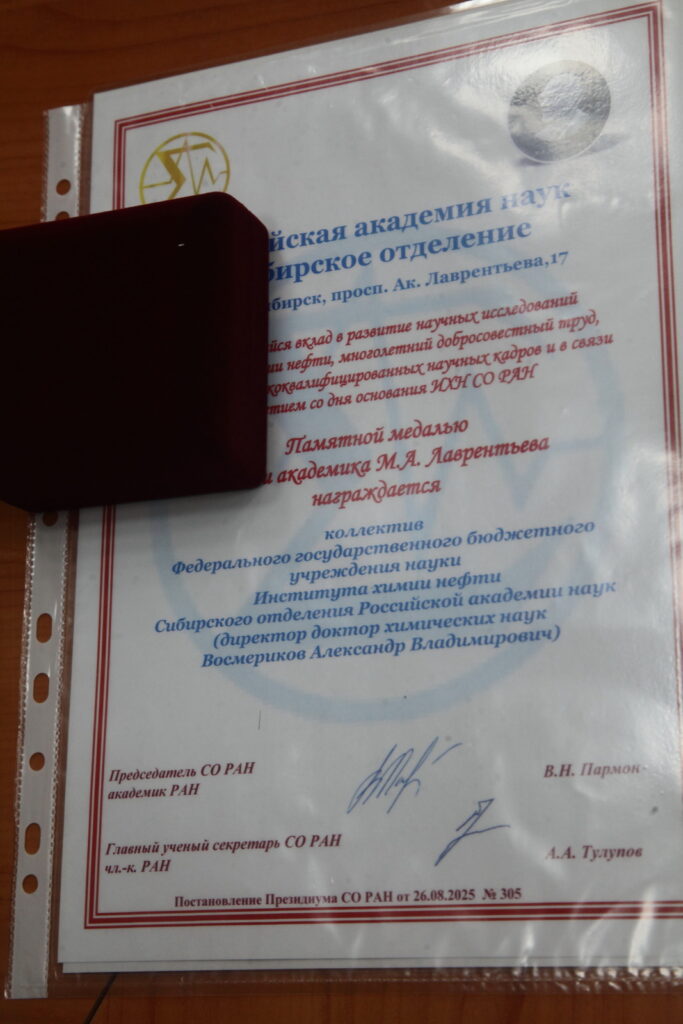 йская академия наук
бирское отделение
бирск, просп. Ак. Лаврентьева,17
йся вклад в развитие научных исследований
ии нефти, многолетний добросовестный труд,
коквалифицированных научных кадров и в связи
тием со дня основания ИХН СО РАН
Памятной медалью
и академика М.А. Лаврентьева
награждается
коллектив
Федерального государственного бюджетного
учреждения науки
Института химии нефти
Сибирского отделения Российской академии наук
(директор доктор химических наук
Восмериков Александр Владимирович)
Председатель СО РАН
академик РАН
В.Н. Пармон
Главный ученый секретарь СО РАН
чл.-к. РАН
А.А. Тулупов
Постановление Президиума СО РАН от 26.08.2025 № 305